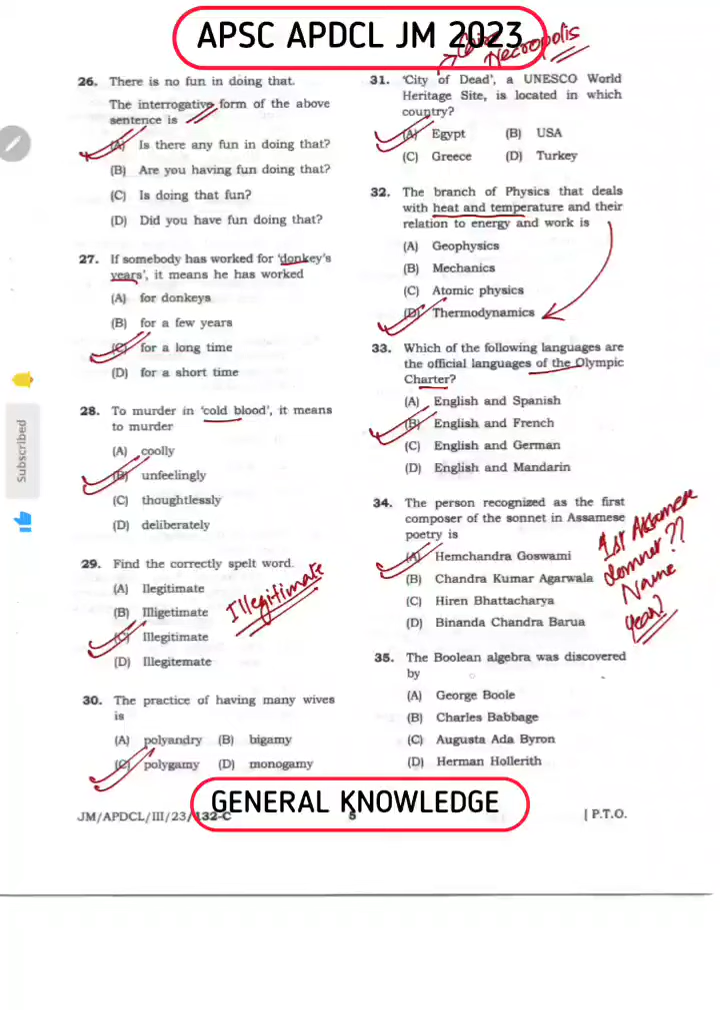 APSC APDCL JM 2023
Necropolis
26. There is no fun in doing that.
The interrogative form of the above
sentence is
(A) Is there any fun in doing that?
(B) Are you having fun doing that?
(C) Is doing that fun?
(D) Did you have fun doing that?
27. If somebody has worked for 'donkey's
years', it means he has worked
(A) for donkeys
(B) for a few years
(C) for a long time
(D) for a short time
28. To murder in 'cold blood', it means
to murder
(A) coolly
(B) unfeelingly
(C) thoughtlessly
(D) deliberately
29. Find the correctly spelt word.
(A) Ilegitimate
(B) Illigetimate
(C) Illegitimate
(D) Illegitemate
Illegitimate
30. The practice of having many wives
is
(A) polyandry (B) bigamy
(C) polygamy (D) monogamy
31. 'City of Dead', a UNESCO World
Heritage Site, is located in which
country?
(A) Egypt (B) USA
(C) Greece (D) Turkey
32. The branch of Physics that deals
with heat and temperature and their
relation to energy and work is
(A) Geophysics
(B) Mechanics
(C) Atomic physics
(D) Thermodynamics
33. Which of the following languages are
the official languages of the Olympic
Charter?
(A) English and Spanish
(B) English and French
(C) English and German
(D) English and Mandarin
34. The person recognized as the first
composer of the sonnet in Assamese
poetry is
(A) Hemchandra Goswami
(B) Chandra Kumar Agarwala
(C) Hiren Bhattacharya
(D) Binanda Chandra Barua
1st Assamese
??
Name
year?
35. The Boolean algebra was discovered
by
(A) George Boole
(B) Charles Babbage
(C) Augusta Ada Byron
(D) Herman Hollerith
GENERAL KNOWLEDGE
JM/APDCL/III/23/132-C
5
[ P.T.O.
Subscribed